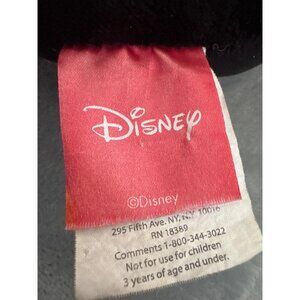 Disney
©Disney
295 Fifth Ave. NY, N.Y. 10016
RN 18389
Comments 1-800-344-3022
Not for use for children
3 years of age and under.